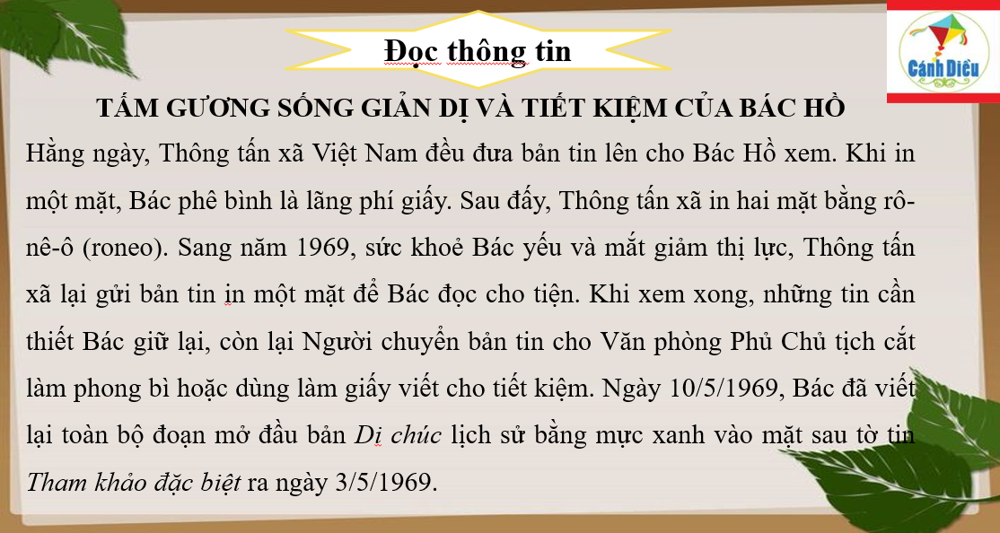 Đọc thông tin
Cánh Diều
TẤM GƯƠNG SỐNG GIẢN DỊ VÀ TIẾT KIỆM CỦA BÁC HỒ
Hằng ngày, Thông tấn xã Việt Nam đều đưa bản tin lên cho Bác Hồ xem. Khi in
một mặt, Bác phê bình là lãng phí giấy. Sau đấy, Thông tấn xã in hai mặt bằng rô-
nê-ô (roneo). Sang năm 1969, sức khoẻ Bác yếu và mắt giảm thị lực, Thông tấn
xã lại gửi bản tin in một mặt để Bác đọc cho tiện. Khi xem xong, những tin cần
thiết Bác giữ lại, còn lại Người chuyển bản tin cho Văn phòng Phủ Chủ tịch cắt
làm phong bì hoặc dùng làm giấy viết cho tiết kiệm. Ngày 10/5/1969, Bác đã viết
lại toàn bộ đoạn mở đầu bản Di chúc lịch sử bằng mực xanh vào mặt sau tờ tin
Tham khảo đặc biệt ra ngày 3/5/1969.